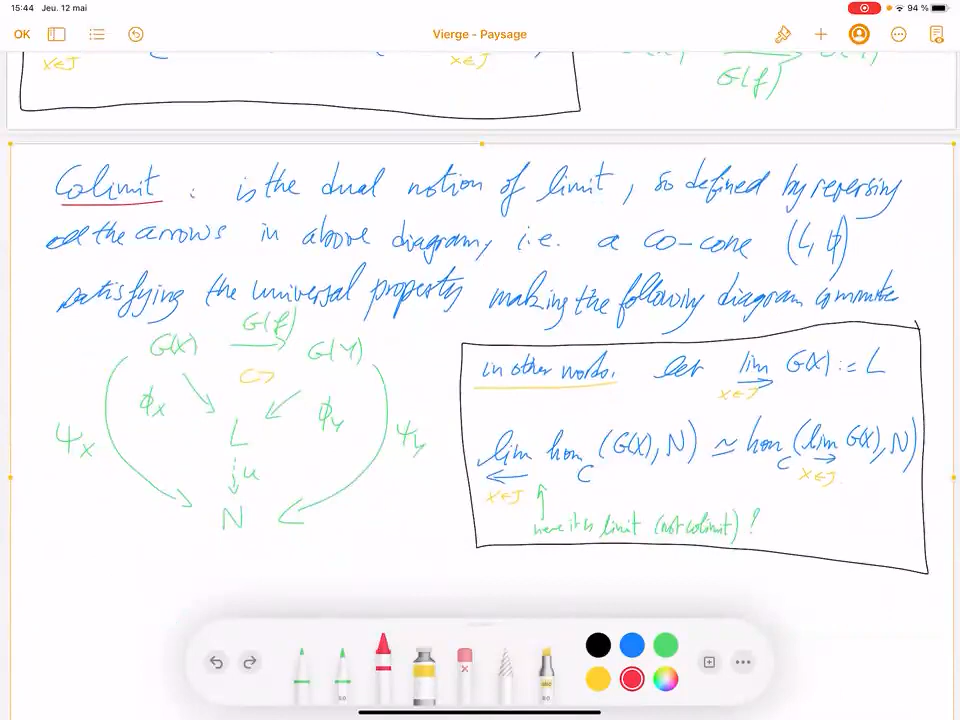 15:44 Jeu. 12 mai
94 %
OK
Vierge - Paysage
X∈J
X∈J
G(f)
Colimit : is the dual notion of limit, so defined by reversing
all the arrows in above diagram, i.e. a co-cone (L, ϕ)
satisfying the universal property making the following diagram commute
G(X) G(f) G(Y)
ϕX ϕY
L
ψX ψY
∃u
N
in other words. let lim G(X) := L
X∈J
lim hom (G(X), N) ≃ hom (lim G(X), N)
X∈J C C X∈J
here it is limit (not colimit) ?